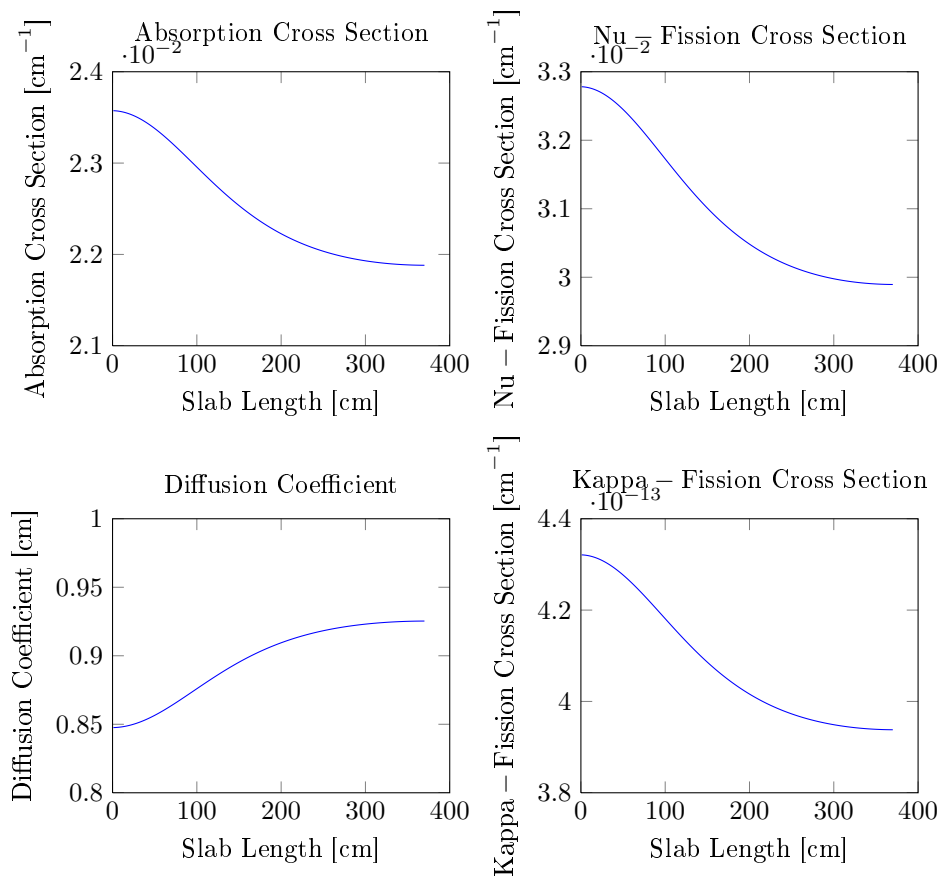 Absorption Cross Section
·10−2
Absorption Cross Section [cm−1]
2.4
2.3
2.2
2.1
0 100 200 300 400
Slab Length [cm]
Nu − Fission Cross Section
·10−2
Nu − Fission Cross Section [cm−1]
3.3
3.2
3.1
3
2.9
0 100 200 300 400
Slab Length [cm]
Diffusion Coefficient
Diffusion Coefficient [cm]
1
0.95
0.9
0.85
0.8
0 100 200 300 400
Slab Length [cm]
Kappa − Fission Cross Section
·10−13
Kappa − Fission Cross Section [cm−1]
4.4
4.2
4
3.8
0 100 200 300 400
Slab Length [cm]